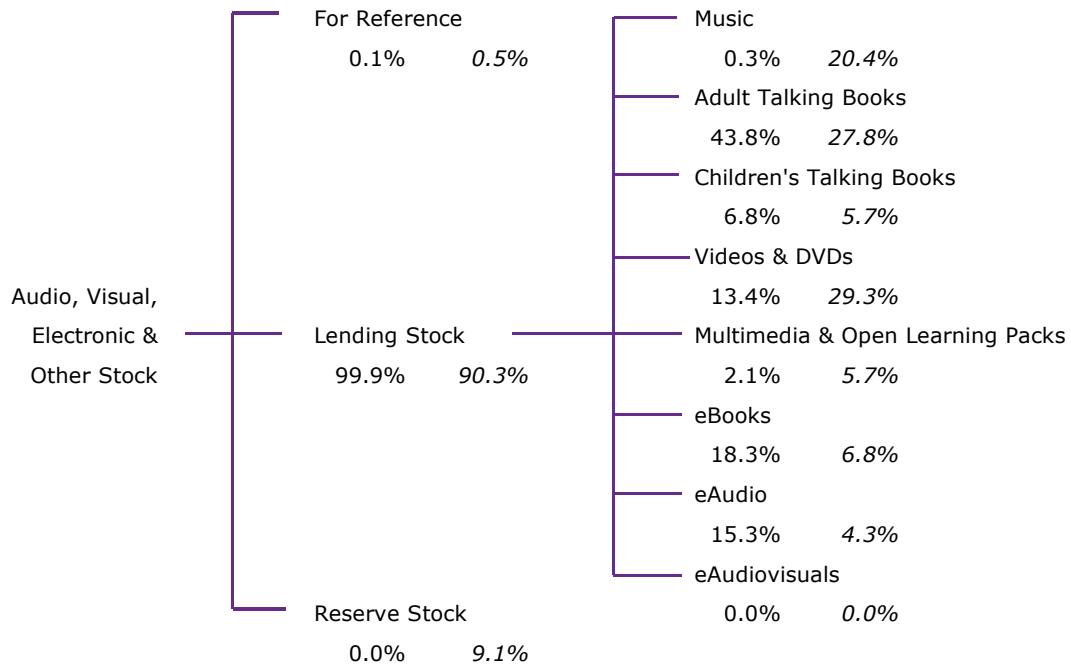 For Reference
0.1% 0.5%
Audio, Visual,
Electronic &
Other Stock
Lending Stock
99.9% 90.3%
Reserve Stock
0.0% 9.1%
Music
0.3% 20.4%
Adult Talking Books
43.8% 27.8%
Children's Talking Books
6.8% 5.7%
Videos & DVDs
13.4% 29.3%
Multimedia & Open Learning Packs
2.1% 5.7%
eBooks
18.3% 6.8%
eAudio
15.3% 4.3%
eAudiovisuals
0.0% 0.0%